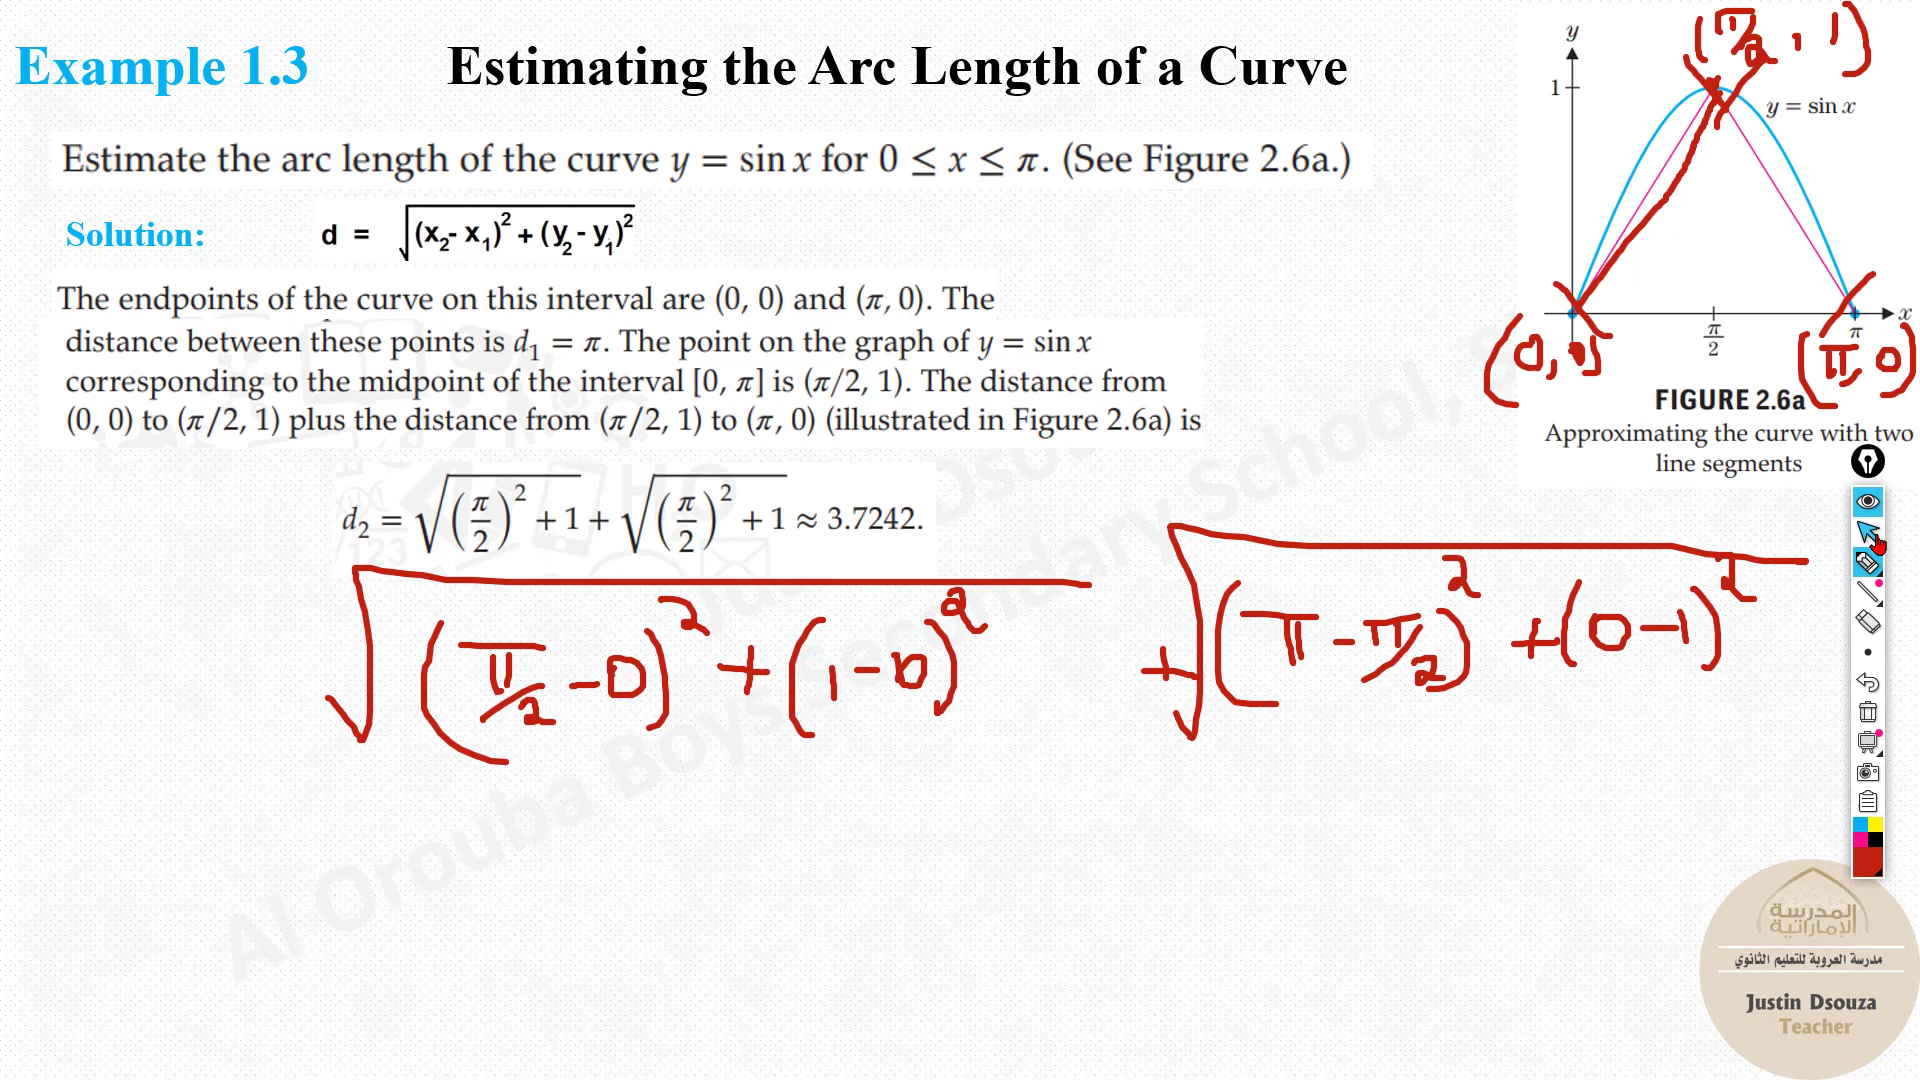 Example 1.3 Estimating the Arc Length of a Curve
Estimate the arc length of the curve y = sin x for 0 ≤ x ≤ π. (See Figure 2.6a.)
Solution: d = √(x₂- x₁)² + (y₂ - y₁)²
The endpoints of the curve on this interval are (0, 0) and (π, 0). The
distance between these points is d₁ = π. The point on the graph of y = sin x
corresponding to the midpoint of the interval [0, π] is (π/2, 1). The distance from
(0, 0) to (π/2, 1) plus the distance from (π/2, 1) to (π, 0) (illustrated in Figure 2.6a) is
d₂ = √(π/2)² + 1 + √(π/2)² + 1 ≈ 3.7242.
√(π/2 - 0)² + (1 - 0)² + √(π - π/2)² + (0 - 1)²
(π/2, 1)
y
1
y = sin x
x
π/2
π
(0, 0)
(π, 0)
FIGURE 2.6a
Approximating the curve with two
line segments
Al Orouba Boys Secondary School, S
المدرسة
الإماراتية
مدرسة العروبة للتعليم الثانوي
Justin Dsouza
Teacher